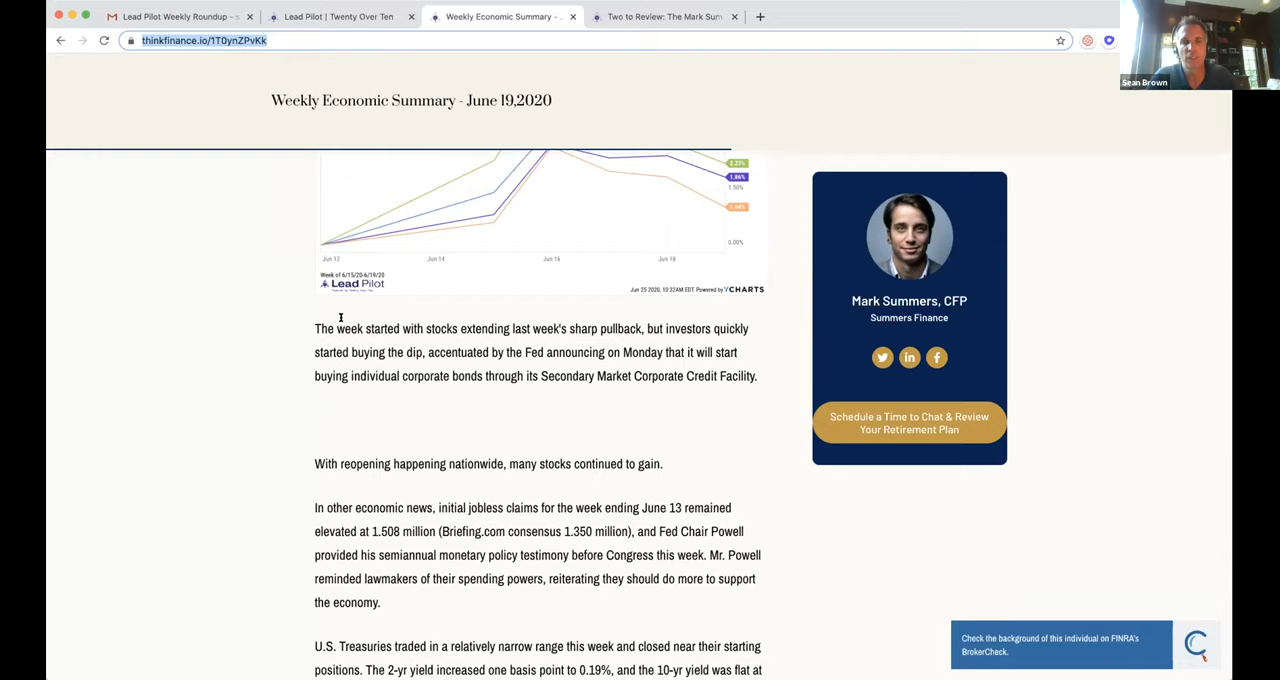 Lead Pilot Weekly Roundup - s
Lead Pilot | Twenty Over Ten
Weekly Economic Summary -
Two to Review: The Mark Sum
thinkfinance.io/1T0ynZPvKk
Sean Brown
Weekly Economic Summary - June 19,2020
2.23%
1.86%
1.50%
1.04%
0.00%
Jun 12
Jun 14
Jun 16
Jun 18
Week of 6/15/20-6/19/20
Lead Pilot
Jun 25 2020, 10:32AM EDT. Powered by YCHARTS
The week started with stocks extending last week's sharp pullback, but investors quickly
started buying the dip, accentuated by the Fed announcing on Monday that it will start
buying individual corporate bonds through its Secondary Market Corporate Credit Facility.
With reopening happening nationwide, many stocks continued to gain.
In other economic news, initial jobless claims for the week ending June 13 remained
elevated at 1.508 million (Briefing.com consensus 1.350 million), and Fed Chair Powell
provided his semiannual monetary policy testimony before Congress this week. Mr. Powell
reminded lawmakers of their spending powers, reiterating they should do more to support
the economy.
U.S. Treasuries traded in a relatively narrow range this week and closed near their starting
positions. The 2-yr yield increased one basis point to 0.19%, and the 10-yr yield was flat at
Mark Summers, CFP
Summers Finance
Schedule a Time to Chat & Review
Your Retirement Plan
Check the background of this individual on FINRA's
BrokerCheck.